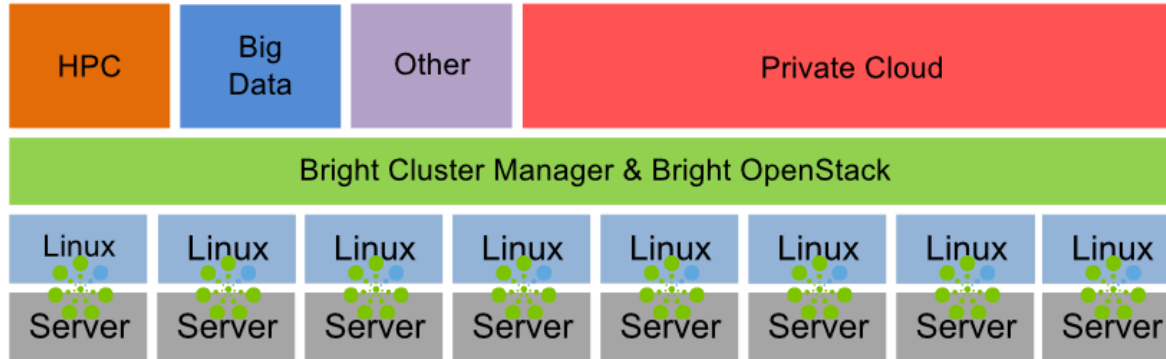 HPC
Big
Data
Other
Private Cloud
Bright Cluster Manager & Bright OpenStack
Linux Linux Linux Linux Linux Linux Linux Linux
Server Server Server Server Server Server Server Server